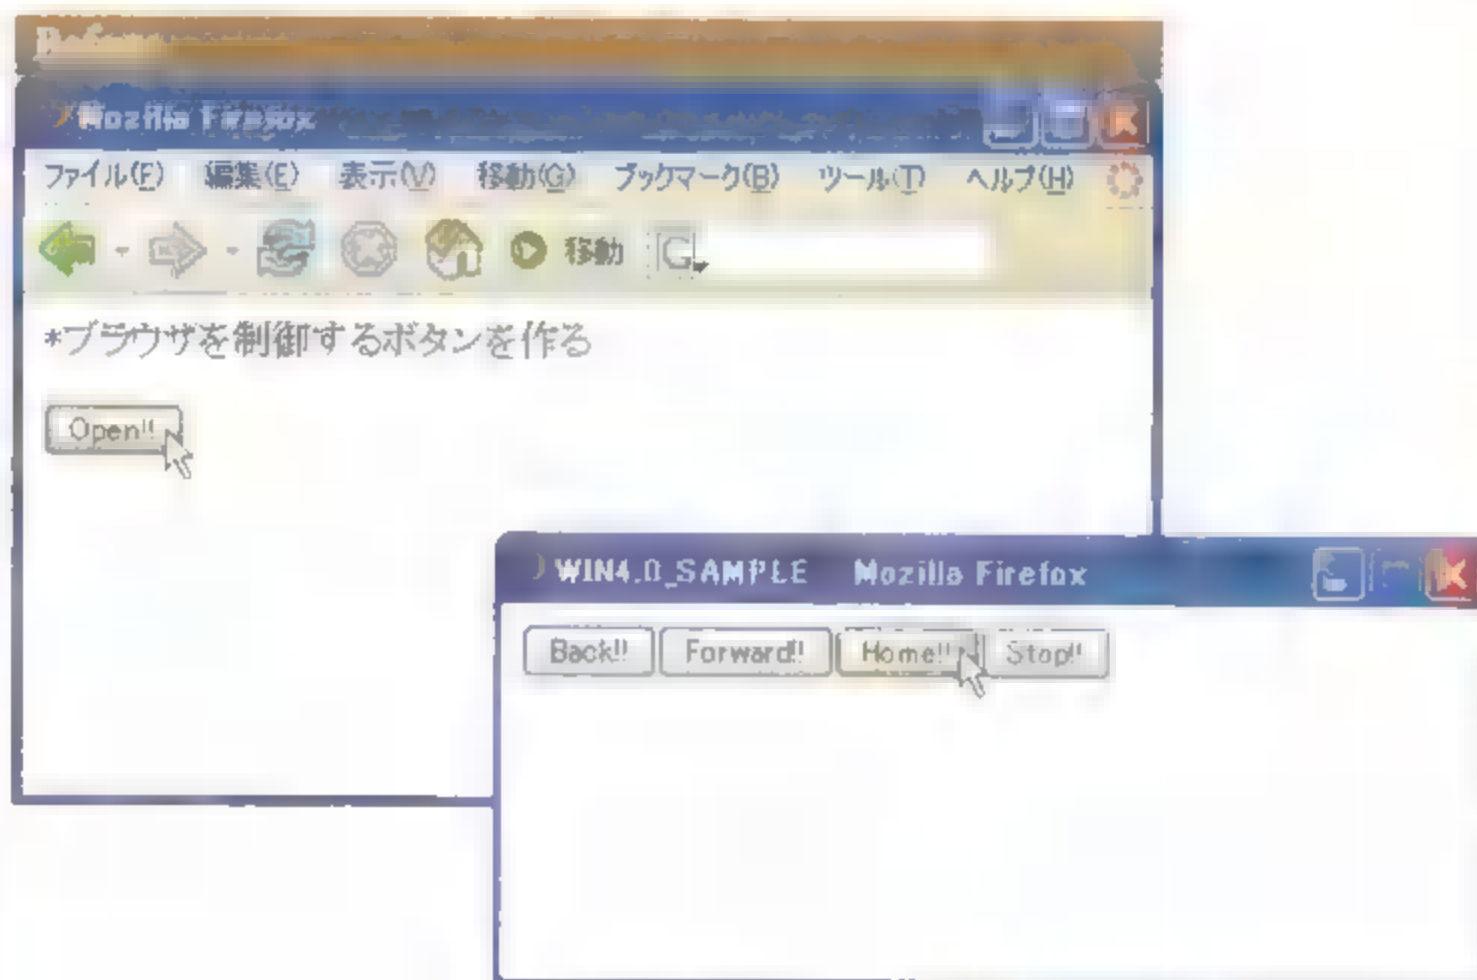 Mozilla Firefox
ファイル(F) 編集(E) 表示(V) 移動(G) ブックマーク(B) ツール(T) ヘルプ(H)
移動 G
*ブラウザを制御するボタンを作る
Open!!
WIN4.0_SAMPLE Mozilla Firefox
Back!! Forward!! Home!! Stop!!